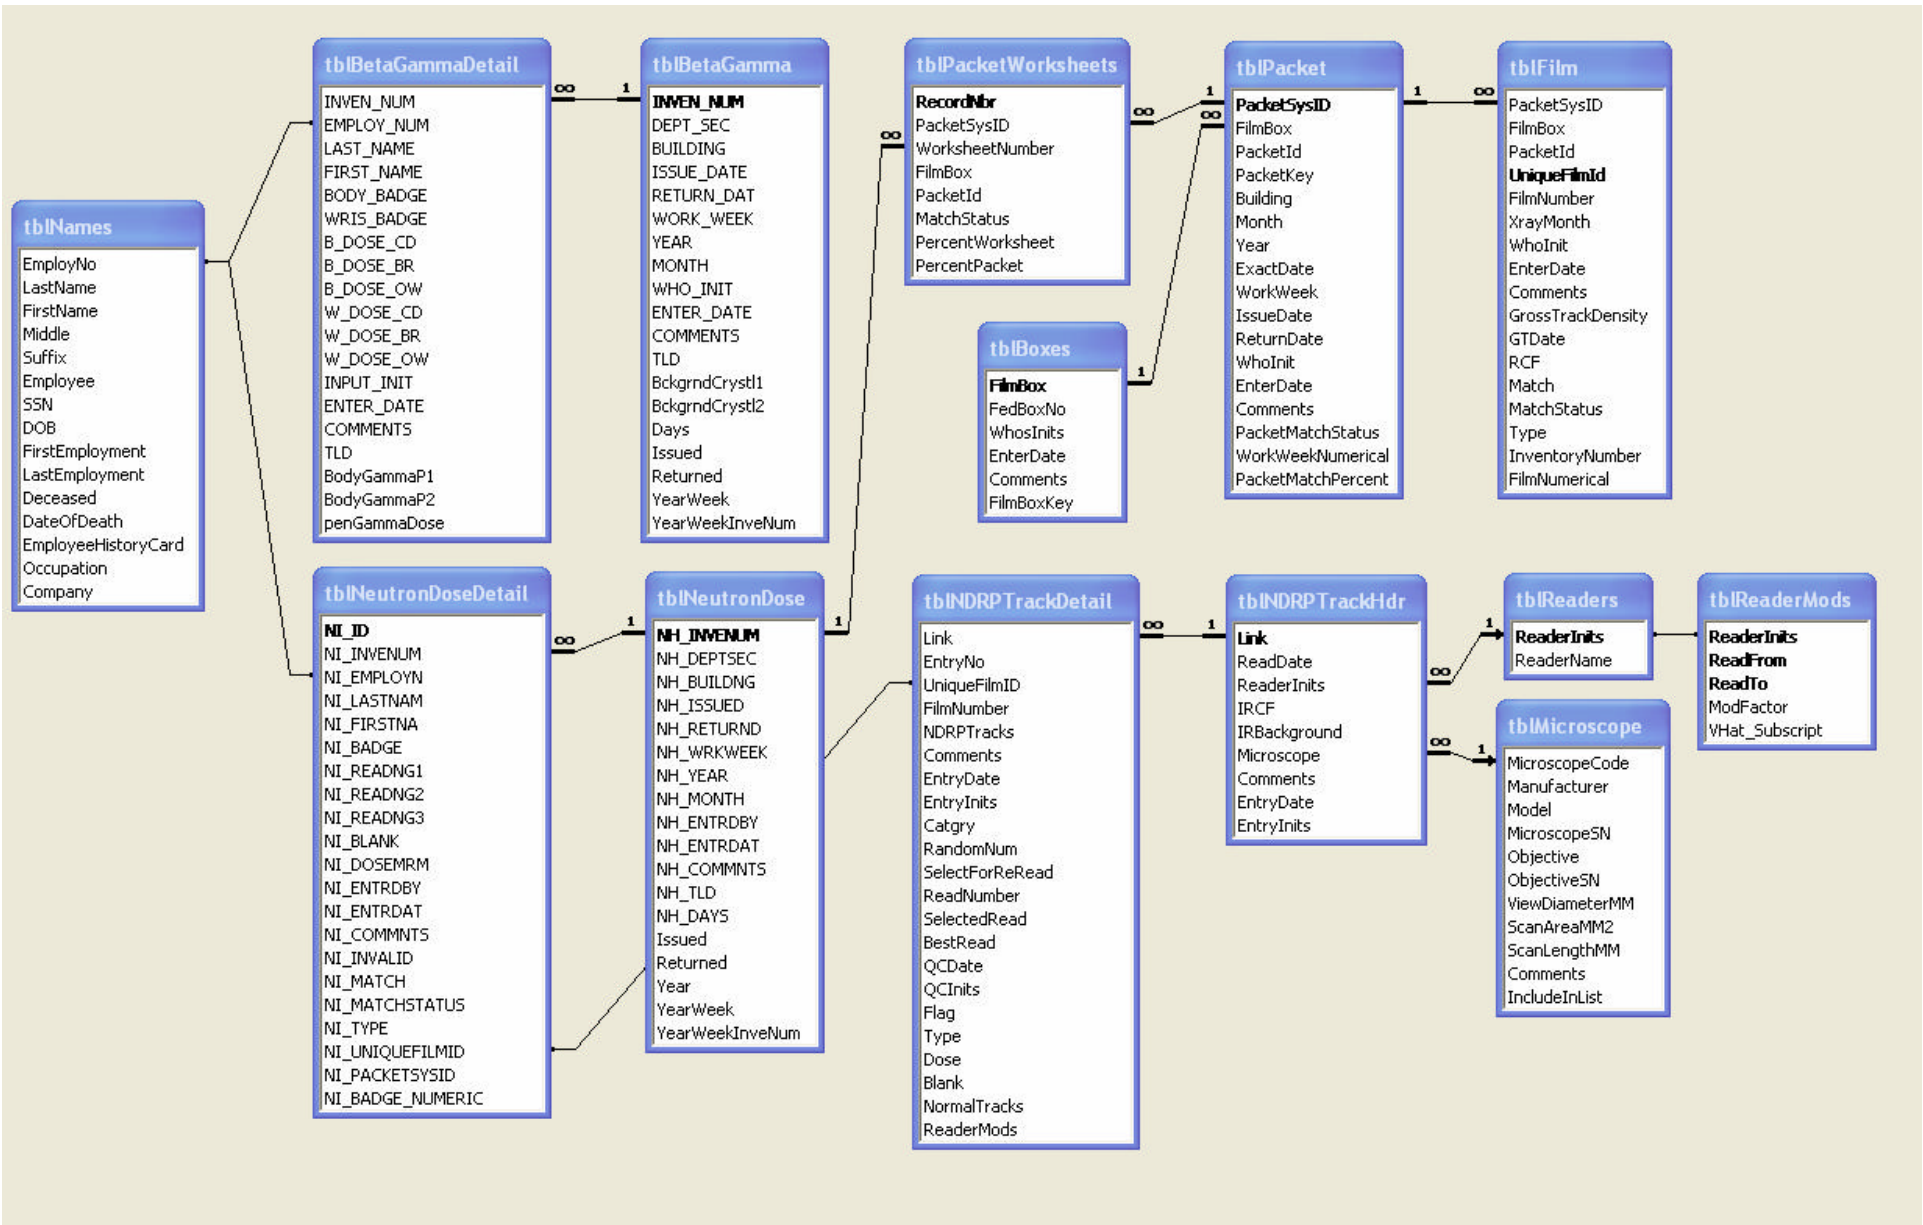 tblNames
EmployNo
LastName
FirstName
Middle
Suffix
Employee
SSN
DOB
FirstEmployment
LastEmployment
Deceased
DateOfDeath
EmployeeHistoryCard
Occupation
Company
tblBetaGammaDetail
INVEN_NUM
EMPLOY_NUM
LAST_NAME
FIRST_NAME
BODY_BADGE
WRIS_BADGE
B_DOSE_CD
B_DOSE_BR
B_DOSE_OW
W_DOSE_CD
W_DOSE_BR
W_DOSE_OW
INPUT_INIT
ENTER_DATE
COMMENTS
TLD
BodyGammaP1
BodyGammaP2
penGammaDose
∞
1
tblBetaGamma
INVEN_NUM
DEPT_SEC
BUILDING
ISSUE_DATE
RETURN_DAT
WORK_WEEK
YEAR
MONTH
WHO_INIT
ENTER_DATE
COMMENTS
TLD
BckgrndCrystl1
BckgrndCrystl2
Days
Issued
Returned
YearWeek
YearWeekInveNum
∞
tblPacketWorksheets
RecordNbr
PacketSysID
WorksheetNumber
FilmBox
PacketId
MatchStatus
PercentWorksheet
PercentPacket
∞
1
∞
tblBoxes
FilmBox
FedBoxNo
WhosInits
EnterDate
Comments
FilmBoxKey
1
tblPacket
PacketSysID
FilmBox
PacketId
PacketKey
Building
Month
Year
ExactDate
WorkWeek
IssueDate
ReturnDate
WhoInit
EnterDate
Comments
PacketMatchStatus
WorkWeekNumerical
PacketMatchPercent
1
∞
tblFilm
PacketSysID
FilmBox
PacketId
UniqueFilmId
FilmNumber
XrayMonth
WhoInit
EnterDate
Comments
GrossTrackDensity
GTDate
RCF
Match
MatchStatus
Type
InventoryNumber
FilmNumerical
tblNeutronDoseDetail
NI_ID
NI_INVENUM
NI_EMPLOYN
NI_LASTNAM
NI_FIRSTNA
NI_BADGE
NI_READNG1
NI_READNG2
NI_READNG3
NI_BLANK
NI_DOSEMRM
NI_ENTRDBY
NI_ENTRDAT
NI_COMMNTS
NI_INVALID
NI_MATCH
NI_MATCHSTATUS
NI_TYPE
NI_UNIQUEFILMID
NI_PACKETSYSID
NI_BADGE_NUMERIC
∞
1
tblNeutronDose
NH_INVENUM
NH_DEPTSEC
NH_BUILDNG
NH_ISSUED
NH_RETURND
NH_WRKWEEK
NH_YEAR
NH_MONTH
NH_ENTRDBY
NH_ENTRDAT
NH_COMMNTS
NH_TLD
NH_DAYS
Issued
Returned
Year
YearWeek
YearWeekInveNum
1
tblNDRPTrackDetail
Link
EntryNo
UniqueFilmID
FilmNumber
NDRPTracks
Comments
EntryDate
EntryInits
Catgry
RandomNum
SelectForReRead
ReadNumber
SelectedRead
BestRead
QCDate
QCInits
Flag
Type
Dose
Blank
NormalTracks
ReaderMods
∞
1
tblNDRPTrackHdr
Link
ReadDate
ReaderInits
IRCF
IRBackground
Microscope
Comments
EntryDate
EntryInits
∞
1
∞
1
tblReaders
ReaderInits
ReaderName
tblReaderMods
ReaderInits
ReadFrom
ReadTo
ModFactor
VHat_Subscript
tblMicroscope
MicroscopeCode
Manufacturer
Model
MicroscopeSN
Objective
ObjectiveSN
ViewDiameterMM
ScanAreaMM2
ScanLengthMM
Comments
IncludeInList